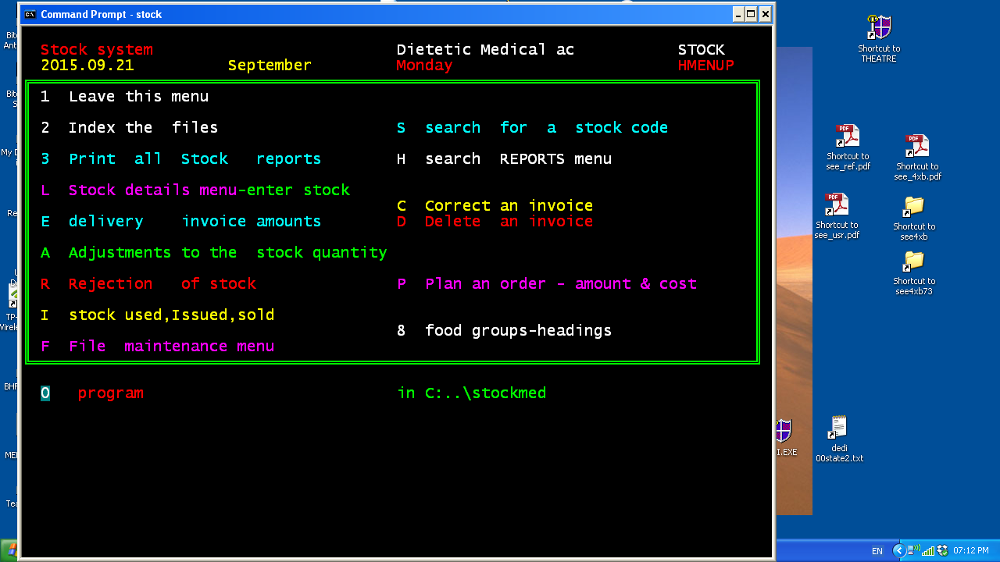 Command Prompt - stock
Stock system Dietetic Medical ac STOCK
2015.09.21 September Monday HMENUP
1 Leave this menu
2 Index the files S search for a stock code
3 Print all Stock reports H search REPORTS menu
L Stock details menu-enter stock
C Correct an invoice
E delivery invoice amounts D Delete an invoice
A Adjustments to the stock quantity
R Rejection of stock P Plan an order - amount & cost
I stock used,Issued,sold
8 food groups-headings
F File maintenance menu
0 program in C:..\stockmed
Shortcut to
THEATRE
PDF
Shortcut to
see_ref.pdf
PDF
Shortcut to
see_4xb.pdf
PDF
Shortcut to
see_usr.pdf
Shortcut to
see4xb
Shortcut to
see4xb73
I.EXE
dedi
00state2.txt
EN 07:12 PM